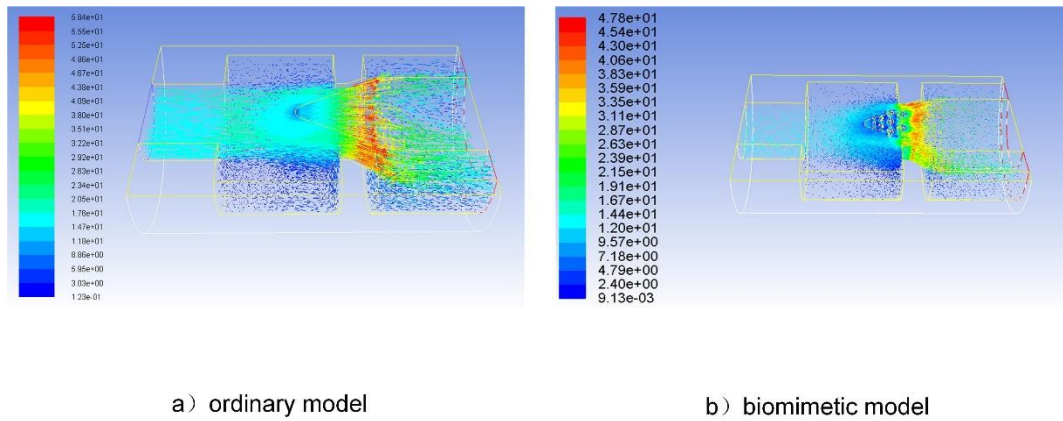 5.84e+01
5.55e+01
5.26e+01
4.96e+01
4.67e+01
4.38e+01
4.09e+01
3.80e+01
3.51e+01
3.22e+01
2.92e+01
2.63e+01
2.34e+01
2.05e+01
1.76e+01
1.47e+01
1.18e+01
8.86e+00
5.95e+00
3.03e+00
1.23e-01
4.78e+01
4.54e+01
4.30e+01
4.06e+01
3.83e+01
3.59e+01
3.35e+01
3.11e+01
2.87e+01
2.63e+01
2.39e+01
2.15e+01
1.91e+01
1.67e+01
1.44e+01
1.20e+01
9.57e+00
7.18e+00
4.79e+00
2.40e+00
9.13e-03
a）ordinary model
b）biomimetic model